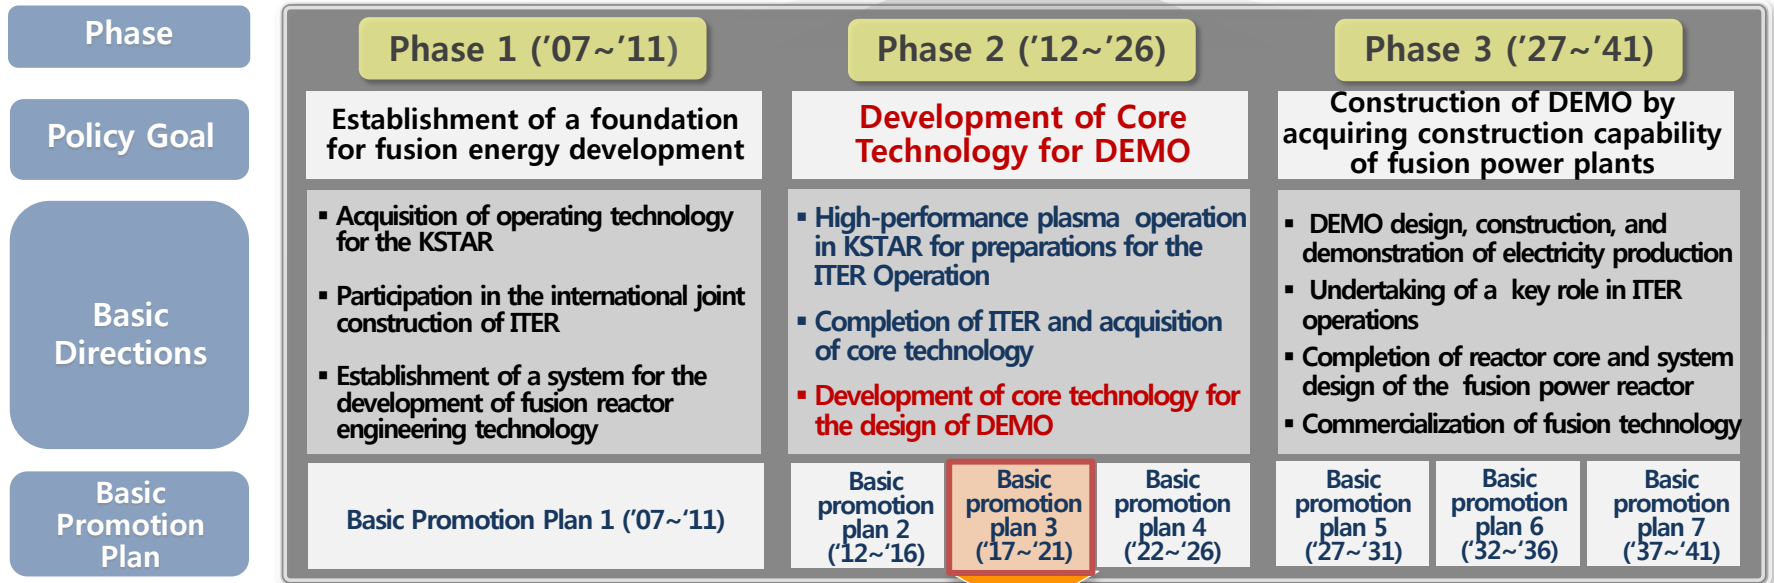 Phase
Phase 1 (’07~’11)
Phase 2 (’12~’26)
Phase 3 (’27~’41)
Policy Goal
Establishment of a foundation
for fusion energy development
Development of Core
Technology for DEMO
Construction of DEMO by
acquiring construction capability
of fusion power plants
Basic
Directions
▪ Acquisition of operating technology
for the KSTAR
▪ Participation in the international joint
construction of ITER
▪ Establishment of a system for the
development of fusion reactor
engineering technology
▪ High-performance plasma operation
in KSTAR for preparations for the
ITER Operation
▪ Completion of ITER and acquisition
of core technology
▪ Development of core technology for
the design of DEMO
▪ DEMO design, construction, and
demonstration of electricity production
▪ Undertaking of a key role in ITER
operations
▪ Completion of reactor core and system
design of the fusion power reactor
▪ Commercialization of fusion technology
Basic
Promotion
Plan
Basic Promotion Plan 1 (’07~‘11)
Basic
promotion
plan 2
(‘12~‘16)
Basic
promotion
plan 3
(‘17~‘21)
Basic
promotion
plan 4
(‘22~‘26)
Basic
promotion
plan 5
(‘27~‘31)
Basic
promotion
plan 6
(‘32~‘36)
Basic
promotion
plan 7
(‘37~‘41)